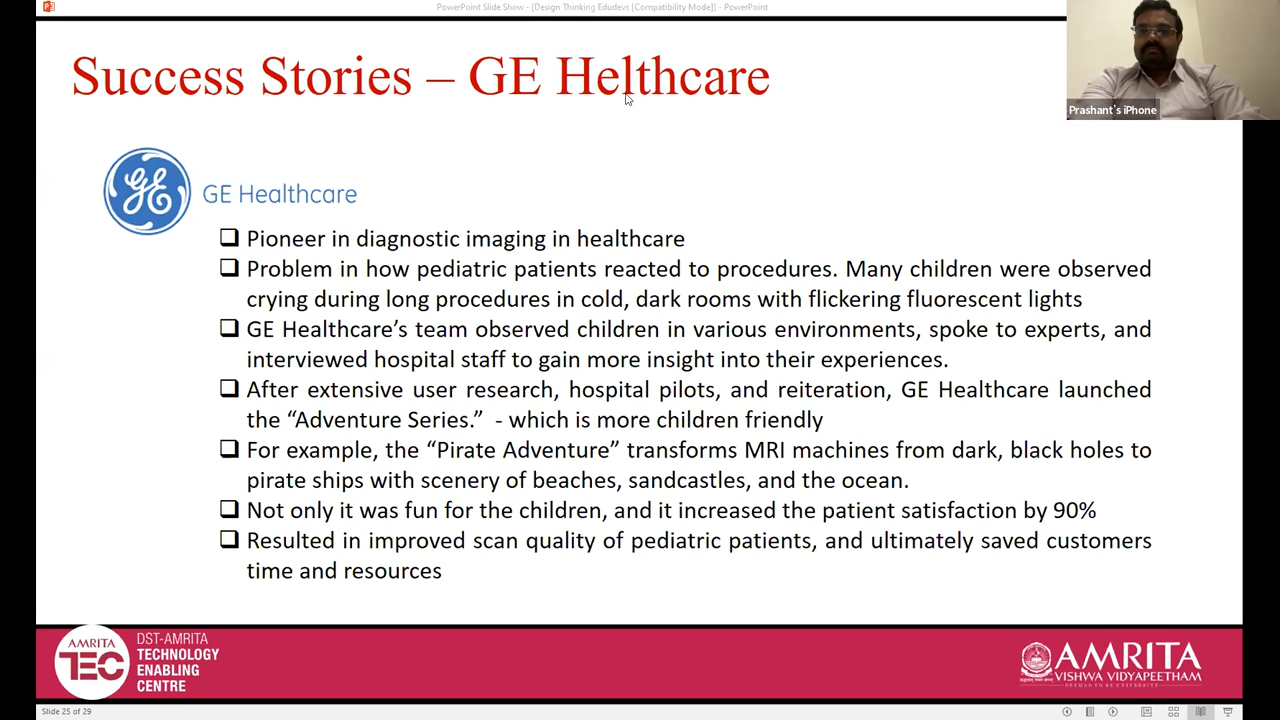 PowerPoint Slide Show - [Design Thinking Edudevs [Compatibility Mode]] - PowerPoint
Success Stories – GE Helthcare
Prashant's iPhone
GE
GE Healthcare
Pioneer in diagnostic imaging in healthcare
Problem in how pediatric patients reacted to procedures. Many children were observed
crying during long procedures in cold, dark rooms with flickering fluorescent lights
GE Healthcare’s team observed children in various environments, spoke to experts, and
interviewed hospital staff to gain more insight into their experiences.
After extensive user research, hospital pilots, and reiteration, GE Healthcare launched
the “Adventure Series.”  - which is more children friendly
For example, the “Pirate Adventure” transforms MRI machines from dark, black holes to
pirate ships with scenery of beaches, sandcastles, and the ocean.
Not only it was fun for the children, and it increased the patient satisfaction by 90%
Resulted in improved scan quality of pediatric patients, and ultimately saved customers
time and resources
AMRITA
TEC
DST-AMRITA
TECHNOLOGY
ENABLING
CENTRE
AMRITA
VISHWA VIDYAPEETHAM
Slide 25 of 29